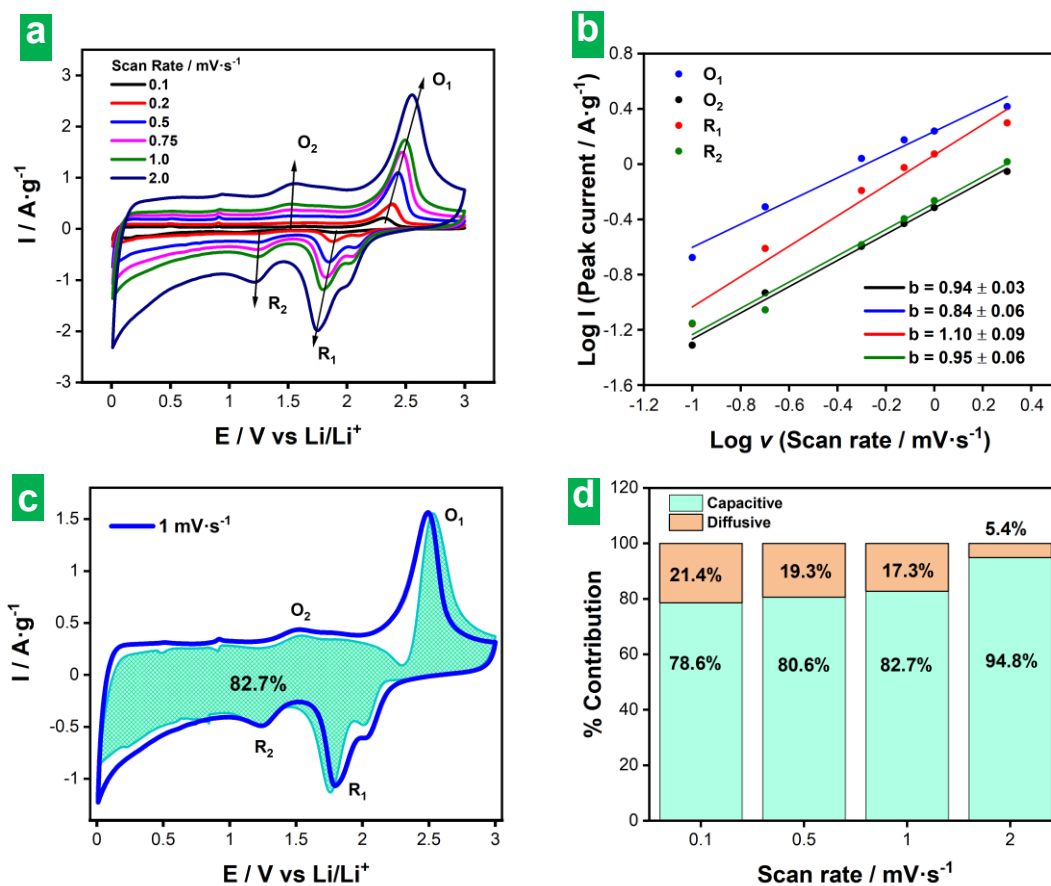 a
Scan Rate / mV·s⁻¹
0.1
0.2
0.5
0.75
1.0
2.0
O₁
O₂
R₂
R₁
3
2
1
0
-1
-2
-3
I / A·g⁻¹
0 0.5 1 1.5 2 2.5 3
E / V vs Li/Li⁺
b
O₁
O₂
R₁
R₂
b = 0.94 ± 0.03
b = 0.84 ± 0.06
b = 1.10 ± 0.09
b = 0.95 ± 0.06
0.8
0.4
0
-0.4
-0.8
-1.2
-1.6
Log I (Peak current / A·g⁻¹)
-1.2 -1 -0.8 -0.6 -0.4 -0.2 0 0.2 0.4
Log v (Scan rate / mV·s⁻¹)
c
1 mV·s⁻¹
O₁
O₂
82.7%
R₂
R₁
1.5
1
0.5
0
-0.5
-1
I / A·g⁻¹
0 0.5 1 1.5 2 2.5 3
E / V vs Li/Li⁺
d
Capacitive
Diffusive
5.4%
21.4% 19.3% 17.3%
78.6% 80.6% 82.7% 94.8%
120
100
80
60
40
20
0
% Contribution
0.1 0.5 1 2
Scan rate / mV·s⁻¹